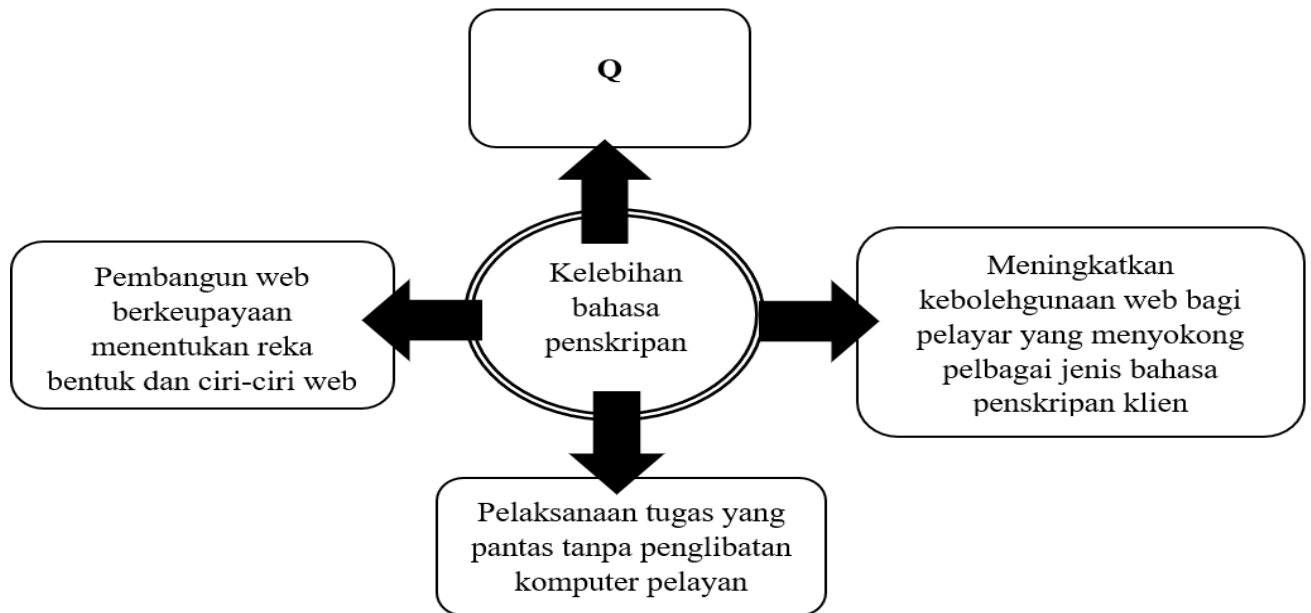 Q
Pembangun web
berkeupayaan
menentukan reka
bentuk dan ciri-ciri web
Kelebihan
bahasa
penskripan
Meningkatkan
kebolehgunaan web bagi
pelayar yang menyokong
pelbagai jenis bahasa
penskripan klien
Pelaksanaan tugas yang
pantas tanpa penglibatan
komputer pelayan